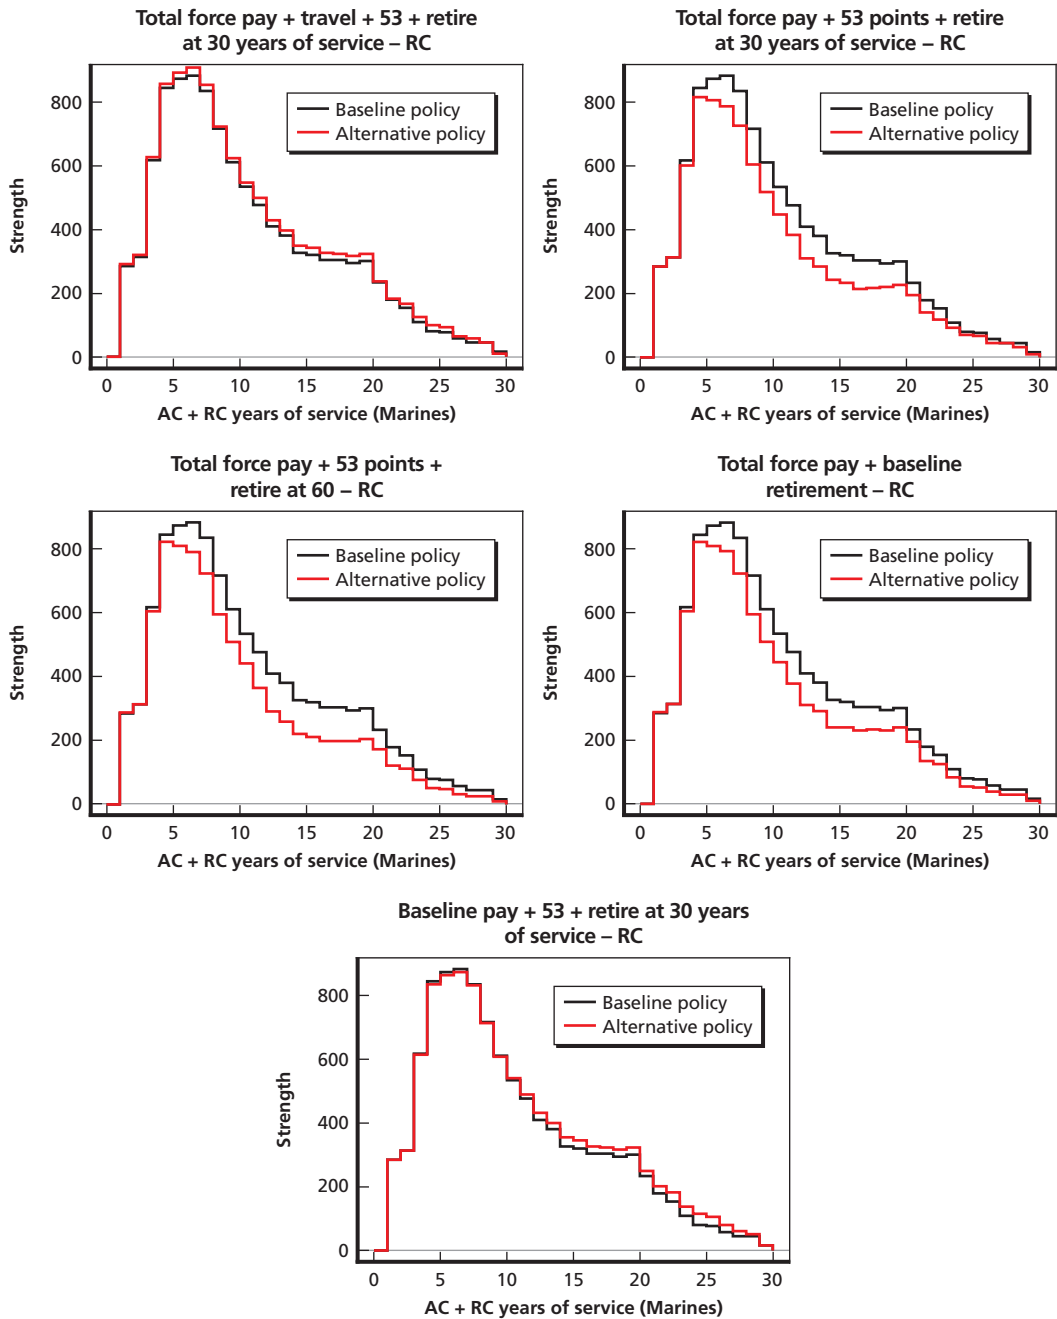 Total force pay + travel + 53 + retire
at 30 years of service – RC
Strength
800
600
400
200
0
Baseline policy
Alternative policy
0 5 10 15 20 25 30
AC + RC years of service (Marines)
Total force pay + 53 points + retire
at 30 years of service – RC
Strength
800
600
400
200
0
Baseline policy
Alternative policy
0 5 10 15 20 25 30
AC + RC years of service (Marines)
Total force pay + 53 points +
retire at 60 – RC
Strength
800
600
400
200
0
Baseline policy
Alternative policy
0 5 10 15 20 25 30
AC + RC years of service (Marines)
Total force pay + baseline
retirement – RC
Strength
800
600
400
200
0
Baseline policy
Alternative policy
0 5 10 15 20 25 30
AC + RC years of service (Marines)
Baseline pay + 53 + retire at 30 years
of service – RC
Strength
800
600
400
200
0
Baseline policy
Alternative policy
0 5 10 15 20 25 30
AC + RC years of service (Marines)